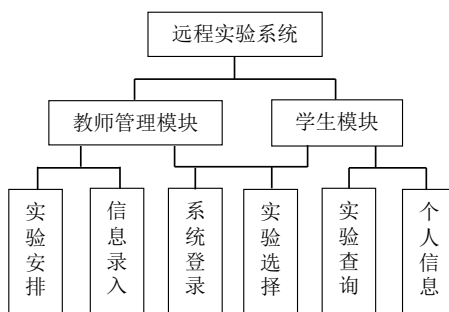 远程实验系统
教师管理模块
学生模块
实验安排
信息录入
系统登录
实验选择
实验查询
个人信息